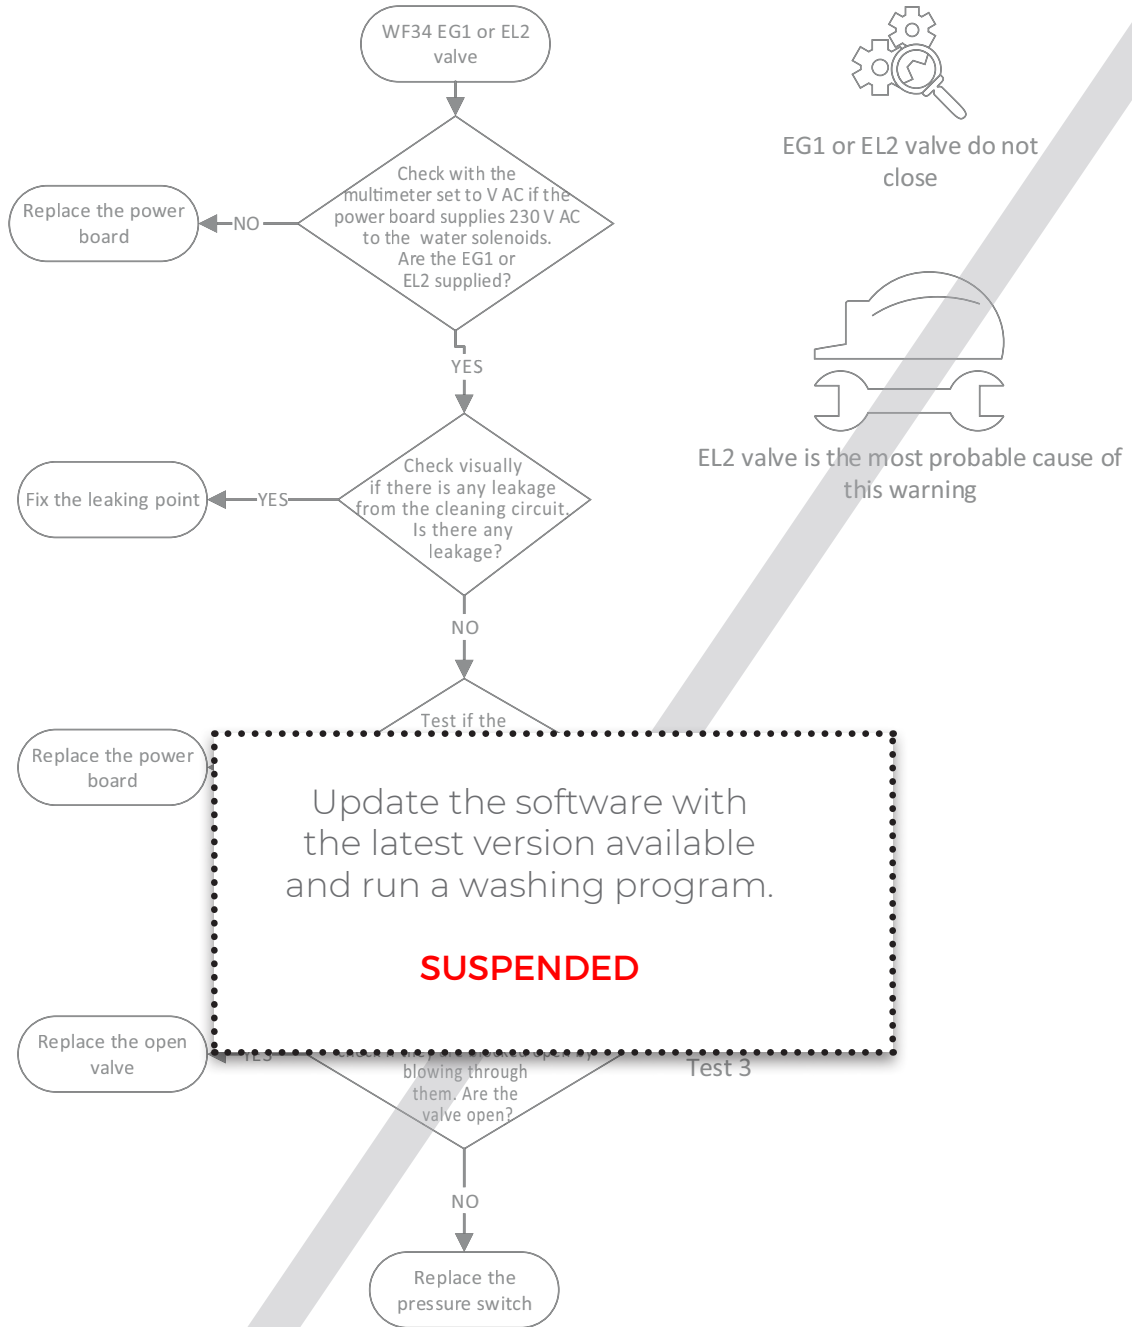 WF34 EG1 or EL2
valve
EG1 or EL2 valve do not
close
Check with the
multimeter set to V AC if the
power board supplies 230 V AC
to the water solenoids.
Are the EG1 or
EL2 supplied?
Replace the power
board
NO
YES
EL2 valve is the most probable cause of
this warning
Check visually
if there is any leakage
from the cleaning circuit.
Is there any
leakage?
Fix the leaking point
YES
NO
Test if the
Replace the power
board
Update the software with
the latest version available
and run a washing program.
SUSPENDED
Replace the open
valve
YES
blowing through
them. Are the
valve open?
Test 3
NO
Replace the
pressure switch